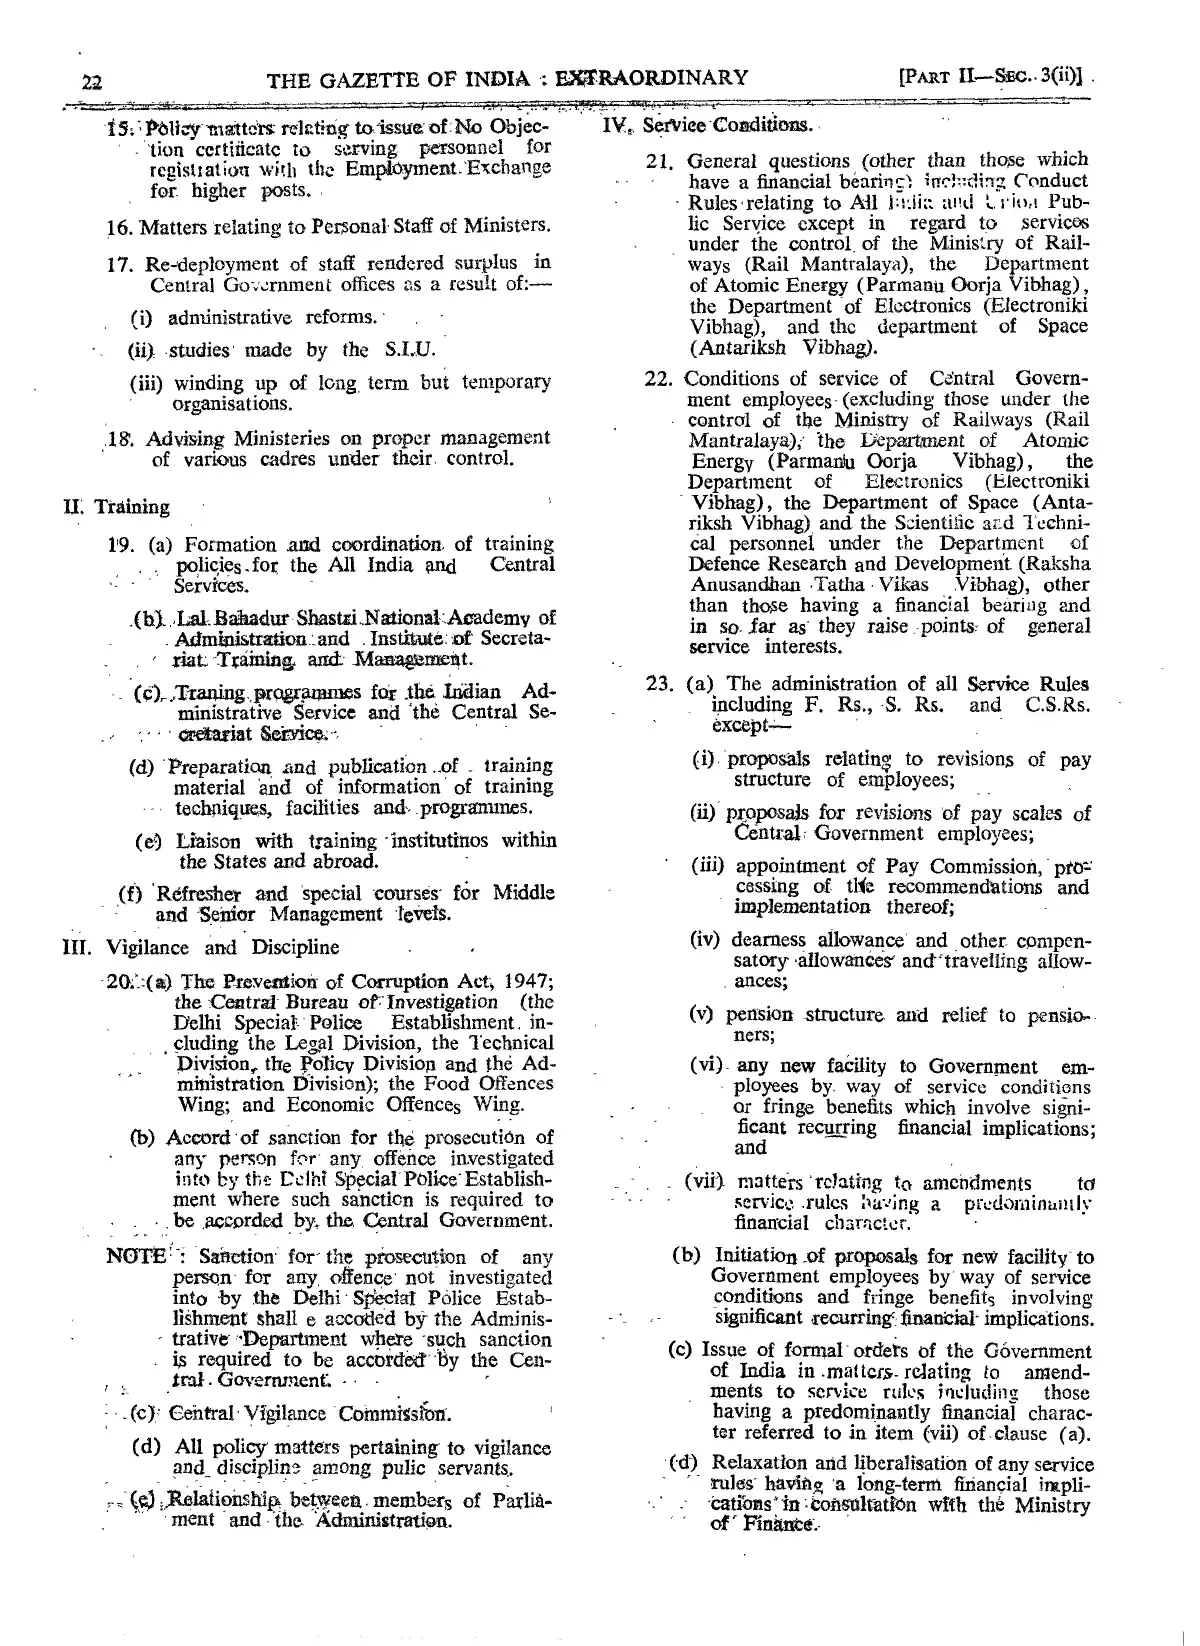 22
THE GAZETTE OF INDIA : EXTRAORDINARY
[PART II—SEC. 3(ii)]
15. Policy matters relating to issue of No Objec-
tion certificate to serving personnel for
registration with the Employment Exchange
for higher posts.
16. Matters relating to Personal Staff of Ministers.
17. Re-deployment of staff rendered surplus in
Central Government offices as a result of:—
(i) administrative reforms.
(ii) studies made by the S.I.U.
(iii) winding up of long term but temporary
organisations.
18. Advising Ministeries on proper management
of various cadres under their control.
II. Training
19. (a) Formation and coordination of training
policies for the All India and Central
Services.
(b) Lal Bahadur Shastri National Academy of
Administration and Institute of Secreta-
riat Training and Management.
(c) Traning programmes for the Indian Ad-
ministrative Service and the Central Se-
cretariat Service.
(d) Preparation and publication of training
material and of information of training
techniques, facilities and programmes.
(e) Liaison with training institutinos within
the States and abroad.
(f) Refresher and special courses for Middle
and Senior Management levels.
III. Vigilance and Discipline
20. (a) The Prevention of Corruption Act, 1947;
the Central Bureau of Investigation (the
Delhi Special Police Establishment in-
cluding the Legal Division, the Technical
Division, the Policy Division and the Ad-
ministration Division); the Food Offences
Wing; and Economic Offences Wing.
(b) Accord of sanction for the prosecution of
any person for any offence investigated
into by the Delhi Special Police Establish-
ment where such sanction is required to
be accorded by the Central Government.
NOTE : Sanction for the prosecution of any
person for any offence not investigated
into by the Delhi Special Police Estab-
lishment shall e accoded by the Adminis-
trative Department where such sanction
is required to be accorded by the Cen-
tral Government.
(c) Central Vigilance Commission.
(d) All policy matters pertaining to vigilance
and discipline among pulic servants.
(e) Relationship between members of Parlia-
ment and the Administration.
IV. Service Conditions.
21. General questions (other than those which
have a financial bearing) including Conduct
Rules relating to All India and Union Pub-
lic Service except in regard to services
under the control of the Ministry of Rail-
ways (Rail Mantralaya), the Department
of Atomic Energy (Parmanu Oorja Vibhag),
the Department of Electronics (Electroniki
Vibhag), and the department of Space
(Antariksh Vibhag).
22. Conditions of service of Central Govern-
ment employees (excluding those under the
control of the Ministry of Railways (Rail
Mantralaya), the Department of Atomic
Energy (Parmanu Oorja Vibhag), the
Department of Electronics (Electroniki
Vibhag), the Department of Space (Anta-
riksh Vibhag) and the Scientific and Techni-
cal personnel under the Department of
Defence Research and Development (Raksha
Anusandhan Tatha Vikas Vibhag), other
than those having a financial bearing and
in so far as they raise points of general
service interests.
23. (a) The administration of all Service Rules
including F. Rs., S. Rs. and C.S.Rs.
except—
(i) proposals relating to revisions of pay
structure of employees;
(ii) proposals for revisions of pay scales of
Central Government employees;
(iii) appointment of Pay Commission, pro-
cessing of the recommendations and
implementation thereof;
(iv) dearness allowance and other compen-
satory allowances and travelling allow-
ances;
(v) pension structure and relief to pensio-
ners;
(vi) any new facility to Government em-
ployees by way of service conditions
or fringe benefits which involve signi-
ficant recurring financial implications;
and
(vii) matters relating to amendments to
service rules having a predominantly
financial character.
(b) Initiation of proposals for new facility to
Government employees by way of service
conditions and fringe benefits involving
significant recurring financial implications.
(c) Issue of formal orders of the Government
of India in matters relating to amend-
ments to service rules including those
having a predominantly financial charac-
ter referred to in item (vii) of clause (a).
(d) Relaxation and liberalisation of any service
rules having a long-term financial impli-
cations in consultation with the Ministry
of Finance.